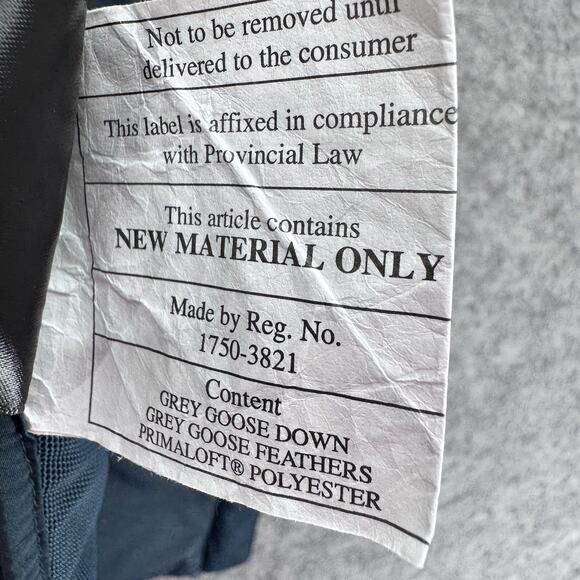 Not to be removed until
delivered to the consumer
This label is affixed in compliance
with Provincial Law
This article contains
NEW MATERIAL ONLY
Made by Reg. No.
1750-3821
Content
GREY GOOSE DOWN
GREY GOOSE FEATHERS
PRIMALOFT® POLYESTER